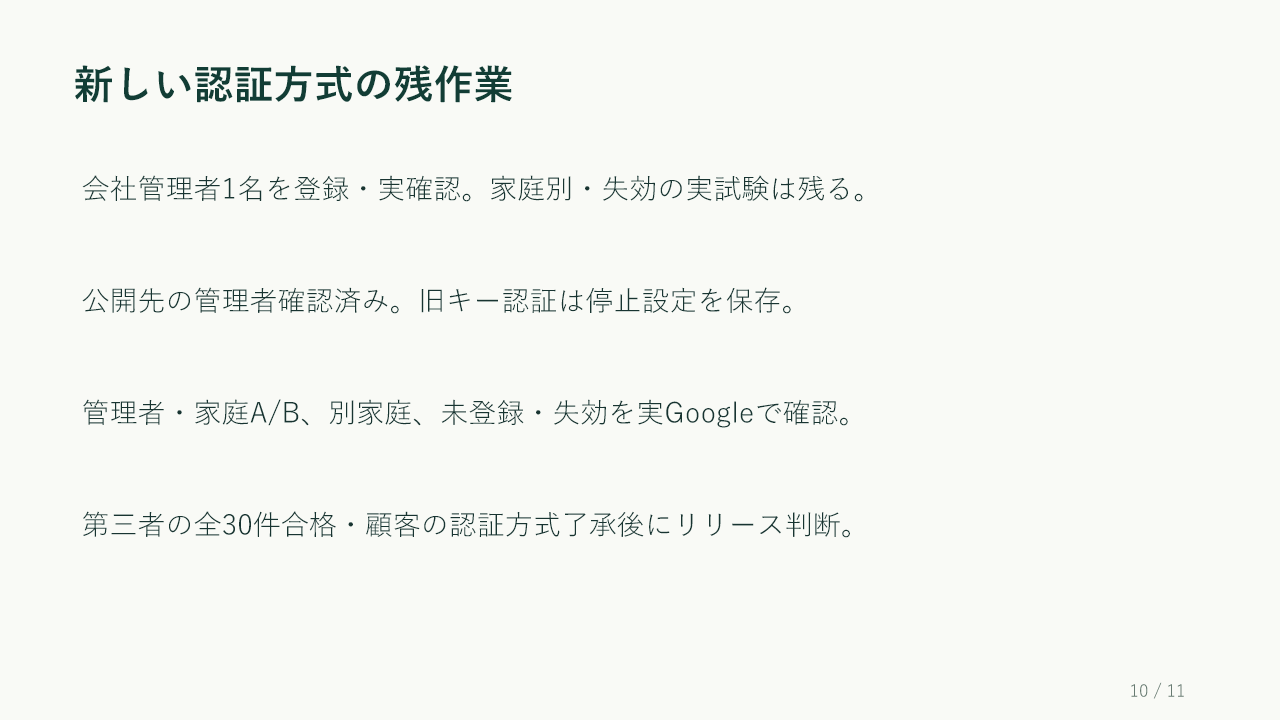 新しい認証方式の残作業
会社管理者1名を登録・実確認。家庭別・失効の実試験は残る。
公開先の管理者確認済み。旧キー認証は停止設定を保存。
管理者・家庭A/B、別家庭、未登録・失効を実Googleで確認。
第三者の全30件合格・顧客の認証方式了承後にリリース判断。
10 / 11